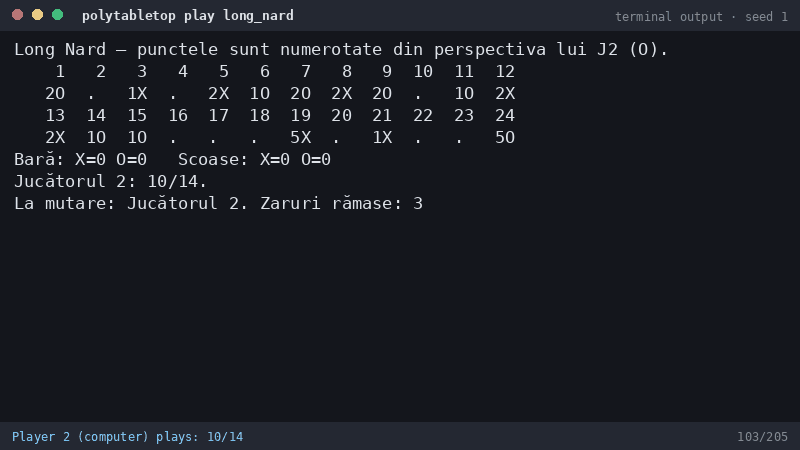 polytabletop play long_nard
terminal output · seed 1
Long Nard — punctele sunt numerotate din perspectiva lui J2 (O).
1 2 3 4 5 6 7 8 9 10 11 12
2O . 1X . 2X 1O 2O 2X 2O . 1O 2X
13 14 15 16 17 18 19 20 21 22 23 24
2X 1O 1O . . . 5X . 1X . . 5O
Bară: X=0 O=0 Scoase: X=0 O=0
Jucătorul 2: 10/14.
La mutare: Jucătorul 2. Zaruri rămase: 3
Player 2 (computer) plays: 10/14
103/205